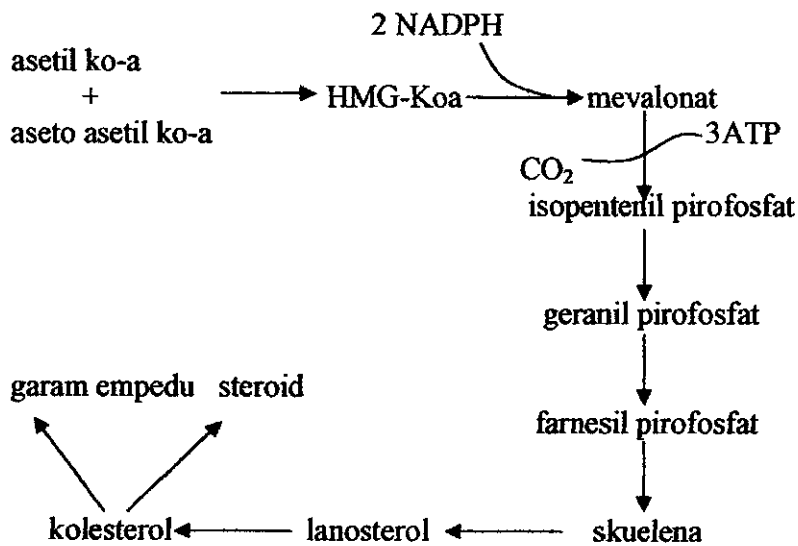 2 NADPH
asetil ko-a
+
aseto asetil ko-a
HMG-Koa
mevalonat
3ATP
CO₂
isopentenil pirofosfat
geranil pirofosfat
garam empedu steroid
farnesil pirofosfat
kolesterol
lanosterol
skuelena